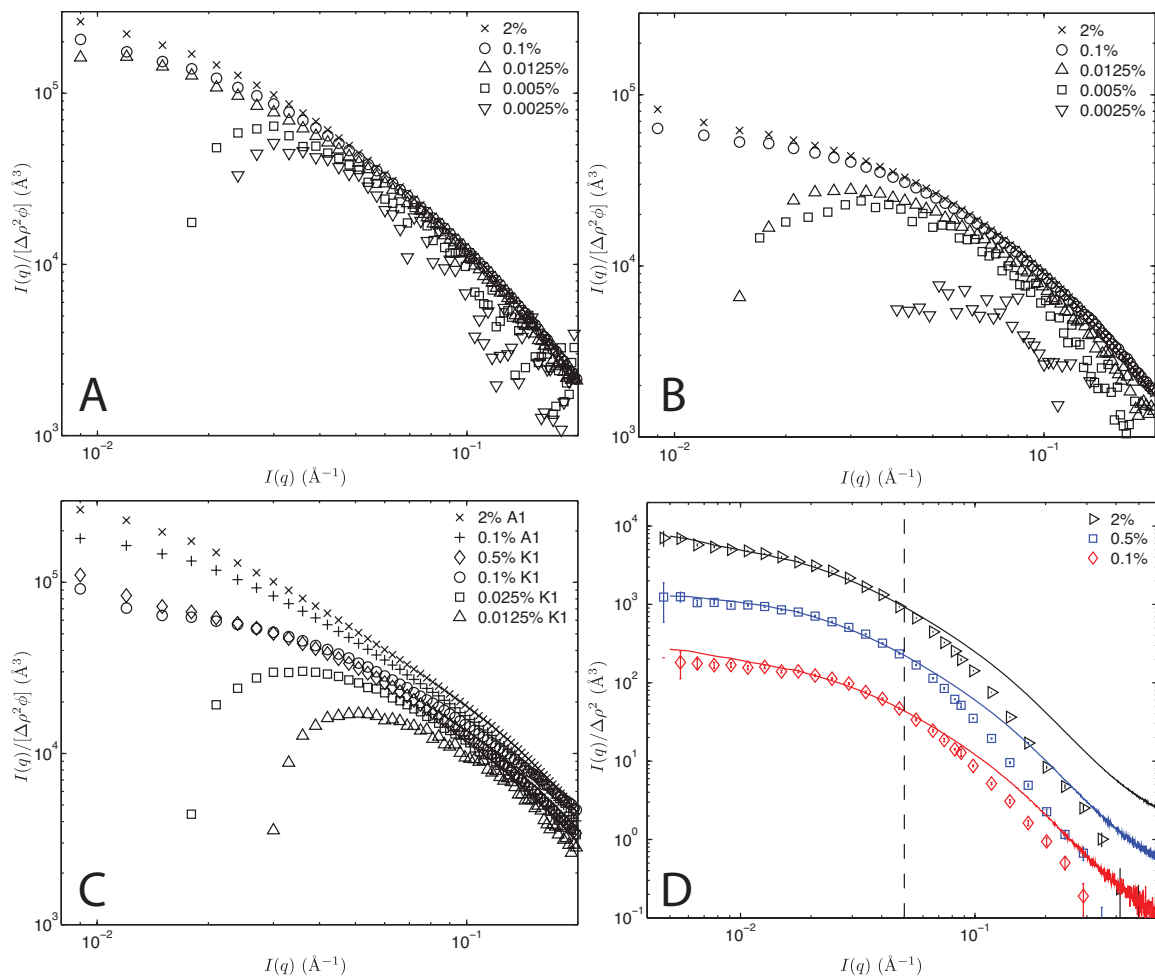 2%
0.1%
0.0125%
0.005%
0.0025%
10⁵
10⁴
10³
I(q)/[Δρ²ϕ] (Å³)
A
10⁻²
10⁻¹
I(q) (Å⁻¹)
2%
0.1%
0.0125%
0.005%
0.0025%
10⁵
10⁴
10³
I(q)/[Δρ²ϕ] (Å³)
B
10⁻²
10⁻¹
I(q) (Å⁻¹)
2% A1
0.1% A1
0.5% K1
0.1% K1
0.025% K1
0.0125% K1
10⁵
10⁴
10³
I(q)/[Δρ²ϕ] (Å³)
C
10⁻²
10⁻¹
I(q) (Å⁻¹)
2%
0.5%
0.1%
10⁴
10³
10²
10¹
10⁰
10⁻¹
I(q)/Δρ² (Å³)
D
10⁻²
10⁻¹
I(q) (Å⁻¹)